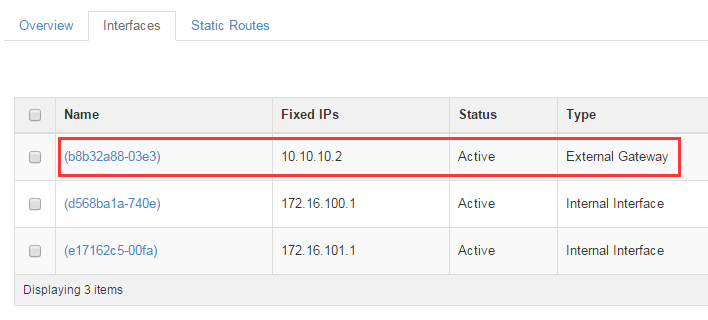 Overview Interfaces Static Routes
Name Fixed IPs Status Type
(b8b32a88-03e3) 10.10.10.2 Active External Gateway
(d568ba1a-740e) 172.16.100.1 Active Internal Interface
(e17162c5-00fa) 172.16.101.1 Active Internal Interface
Displaying 3 items